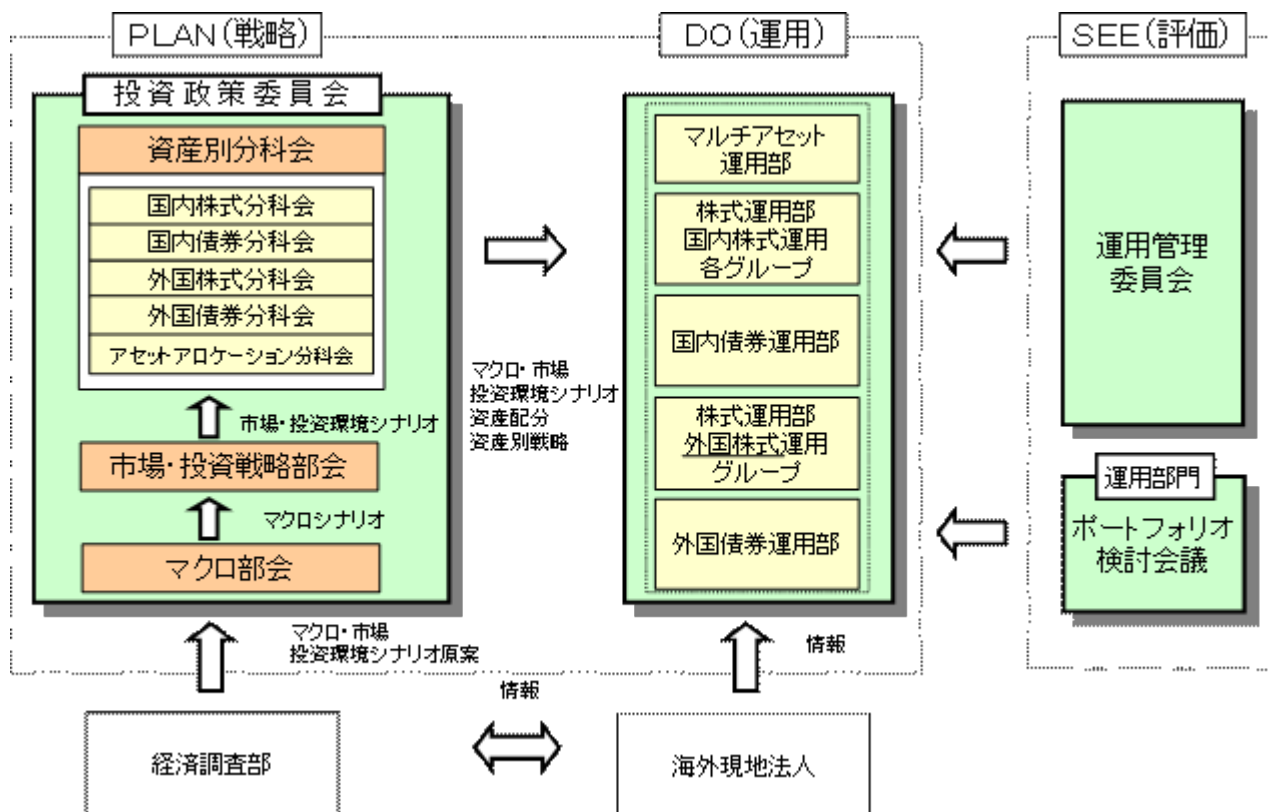 PLAN(戦略)
投資政策委員会
資産別分科会
国内株式分科会
国内債券分科会
外国株式分科会
外国債券分科会
アセットアロケーション分科会
市場・投資環境シナリオ
市場・投資戦略部会
マクロシナリオ
マクロ部会
マクロ・市場
投資環境シナリオ原案
経済調査部
マクロ・市場
投資環境シナリオ
資産配分
資産別戦略
情報
DO(運用)
マルチアセット
運用部
株式運用部
国内株式運用
各グループ
国内債券運用部
株式運用部
外国株式運用
グループ
外国債券運用部
情報
海外現地法人
SEE(評価)
運用管理
委員会
運用部門
ポートフォリオ
検討会議